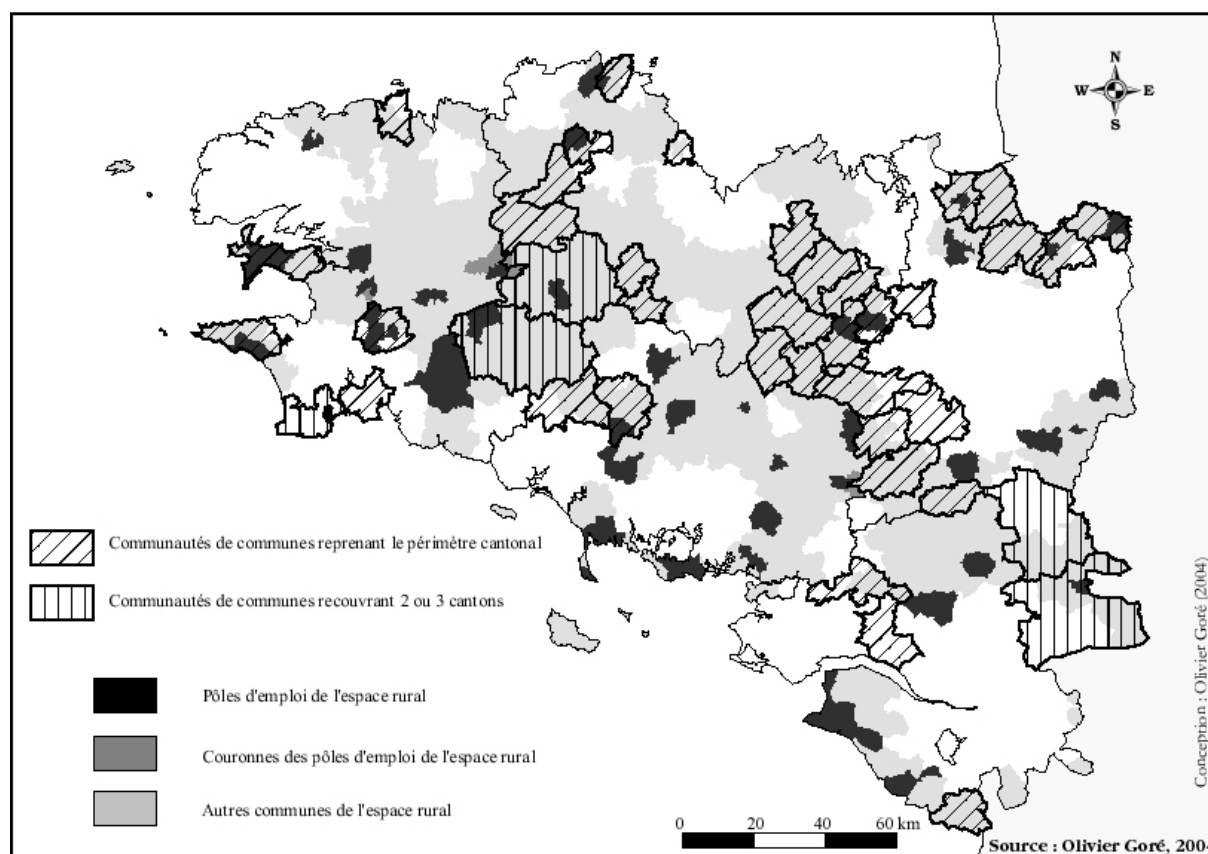 N
W E
S
Communautés de communes reprenant le périmètre cantonal
Communautés de communes recouvrant 2 ou 3 cantons
Pôles d'emploi de l'espace rural
Couronnes des pôles d'emploi de l'espace rural
Autres communes de l'espace rural
0 20 40 60 km
Conception : Olivier Goré (2004)
Source : Olivier Goré, 2004